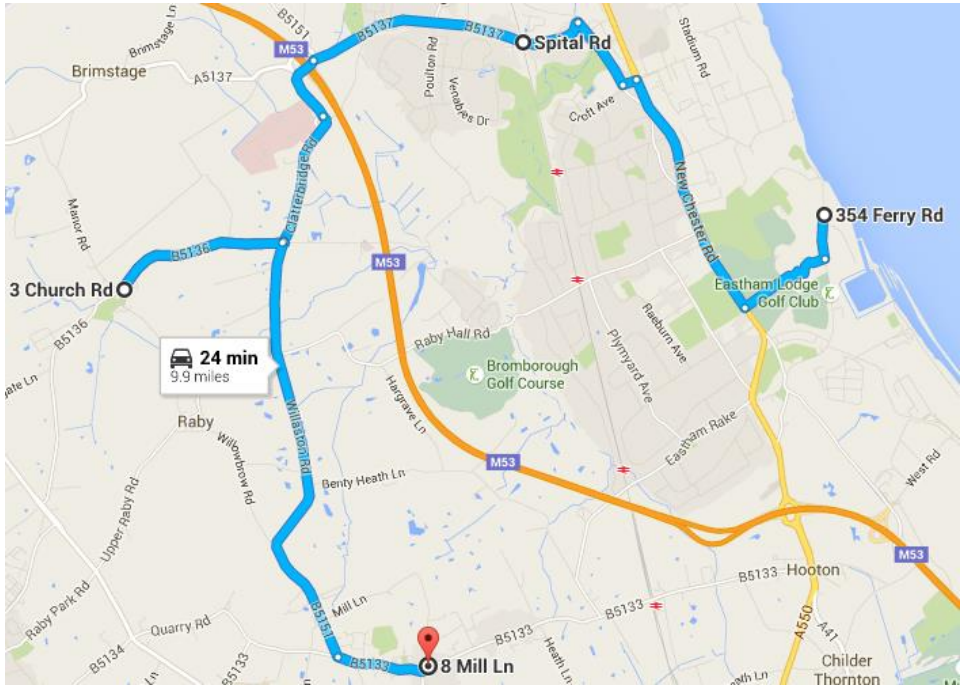 Brimstage Ln
B5151
M53
B5137
B5137
Spital Rd
Stadium Rd
Brimstage
A5137
Poulton Rd
Venables Dr
Croft Ave
Clatterbridge Rd
New Chester Rd
Manor Rd
B5136
354 Ferry Rd
M53
3 Church Rd
Eastham Lodge
Golf Club
B5136
Raby Hall Rd
Raeburn Ave
24 min
9.9 miles
Bromborough
Golf Course
Plymyard Ave
gate Ln
Hargrave Ln
Raby
Willaston Rd
Willowbrow Rd
Eastham Rake
M53
West Rd
Benty Heath Ln
Upper Raby Rd
M53
Hooton
B5133
Raby Park Rd
Mill Ln
B5133
Quarry Rd
B5151
B5133
A550
A41
B5134
B5133
8 Mill Ln
Heath Ln
Childer
Thornton